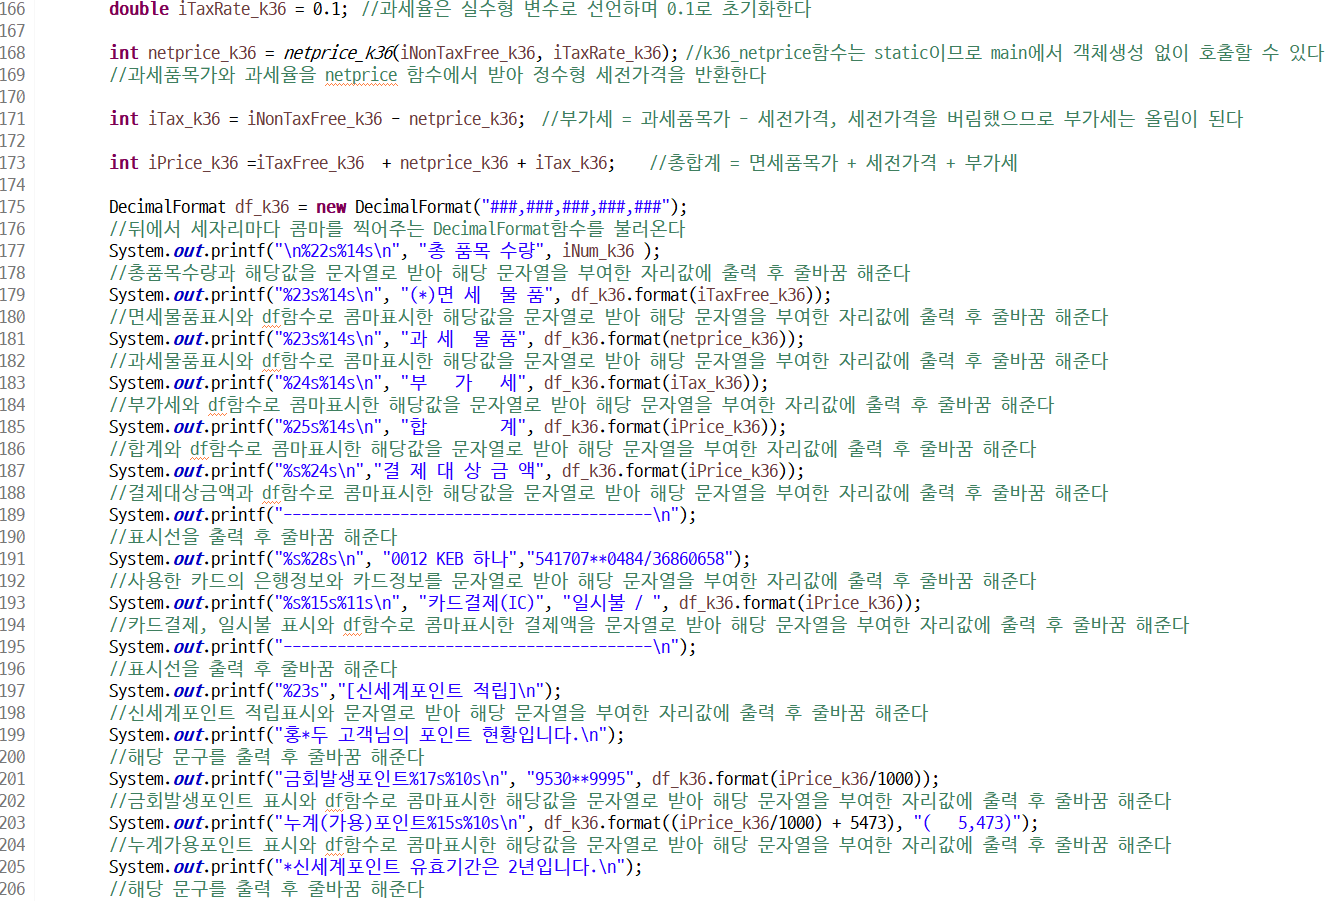 166 double iTaxRate_k36 = 0.1; //과세율은 실수형 변수로 선언하며 0.1로 초기화한다
167
168 int netprice_k36 = netprice_k36(iNonTaxFree_k36, iTaxRate_k36); //k36_netprice함수는 static이므로 main에서 객체생성 없이 호출할 수 있다
169 //과세품목가와 과세율을 netprice 함수에서 받아 정수형 세전가격을 반환한다
170
171 int iTax_k36 = iNonTaxFree_k36 - netprice_k36; //부가세 = 과세품목가 - 세전가격, 세전가격을 버림했으므로 부가세는 올림이 된다
172
173 int iPrice_k36 =iTaxFree_k36  + netprice_k36 + iTax_k36;   //총합계 = 면세품목가 + 세전가격 + 부가세
174
175 DecimalFormat df_k36 = new DecimalFormat("###,###,###,###,###");
176 //뒤에서 세자리마다 콤마를 찍어주는 DecimalFormat함수를 불러온다
177 System.out.printf("\n%22s%14s\n", "총 품목 수량", iNum_k36 );
178 //총품목수량과 해당값을 문자열로 받아 해당 문자열을 부여한 자리값에 출력 후 줄바꿈 해준다
179 System.out.printf("%23s%14s\n", "(*)면 세  물 품", df_k36.format(iTaxFree_k36));
180 //면세물품표시와 df함수로 콤마표시한 해당값을 문자열로 받아 해당 문자열을 부여한 자리값에 출력 후 줄바꿈 해준다
181 System.out.printf("%23s%14s\n", "과 세  물 품", df_k36.format(netprice_k36));
182 //과세물품표시와 df함수로 콤마표시한 해당값을 문자열로 받아 해당 문자열을 부여한 자리값에 출력 후 줄바꿈 해준다
183 System.out.printf("%24s%14s\n", "부   가   세", df_k36.format(iTax_k36));
184 //부가세와 df함수로 콤마표시한 해당값을 문자열로 받아 해당 문자열을 부여한 자리값에 출력 후 줄바꿈 해준다
185 System.out.printf("%25s%14s\n", "합        계", df_k36.format(iPrice_k36));
186 //합계와 df함수로 콤마표시한 해당값을 문자열로 받아 해당 문자열을 부여한 자리값에 출력 후 줄바꿈 해준다
187 System.out.printf("%s%24s\n","결 제 대 상 금 액", df_k36.format(iPrice_k36));
188 //결제대상금액과 df함수로 콤마표시한 해당값을 문자열로 받아 해당 문자열을 부여한 자리값에 출력 후 줄바꿈 해준다
189 System.out.printf("-----------------------------------------\n");
190 //표시선을 출력 후 줄바꿈 해준다
191 System.out.printf("%s%28s\n", "0012 KEB 하나","541707**0484/36860658");
192 //사용한 카드의 은행정보와 카드정보를 문자열로 받아 해당 문자열을 부여한 자리값에 출력 후 줄바꿈 해준다
193 System.out.printf("%s%15s%11s\n", "카드결제(IC)", "일시불 / ", df_k36.format(iPrice_k36));
194 //카드결제, 일시불 표시와 df함수로 콤마표시한 결제액을 문자열로 받아 해당 문자열을 부여한 자리값에 출력 후 줄바꿈 해준다
195 System.out.printf("-----------------------------------------\n");
196 //표시선을 출력 후 줄바꿈 해준다
197 System.out.printf("%23s","[신세계포인트 적립]\n");
198 //신세계포인트 적립표시와 문자열로 받아 해당 문자열을 부여한 자리값에 출력 후 줄바꿈 해준다
199 System.out.printf("홍*두 고객님의 포인트 현황입니다.\n");
200 //해당 문구를 출력 후 줄바꿈 해준다
201 System.out.printf("금회발생포인트%17s%10s\n", "9530**9995", df_k36.format(iPrice_k36/1000));
202 //금회발생포인트 표시와 df함수로 콤마표시한 해당값을 문자열로 받아 해당 문자열을 부여한 자리값에 출력 후 줄바꿈 해준다
203 System.out.printf("누계(가용)포인트%15s%10s\n", df_k36.format((iPrice_k36/1000) + 5473), "(   5,473)");
204 //누계가용포인트 표시와 df함수로 콤마표시한 해당값을 문자열로 받아 해당 문자열을 부여한 자리값에 출력 후 줄바꿈 해준다
205 System.out.printf("*신세계포인트 유효기간은 2년입니다.\n");
206 //해당 문구를 출력 후 줄바꿈 해준다